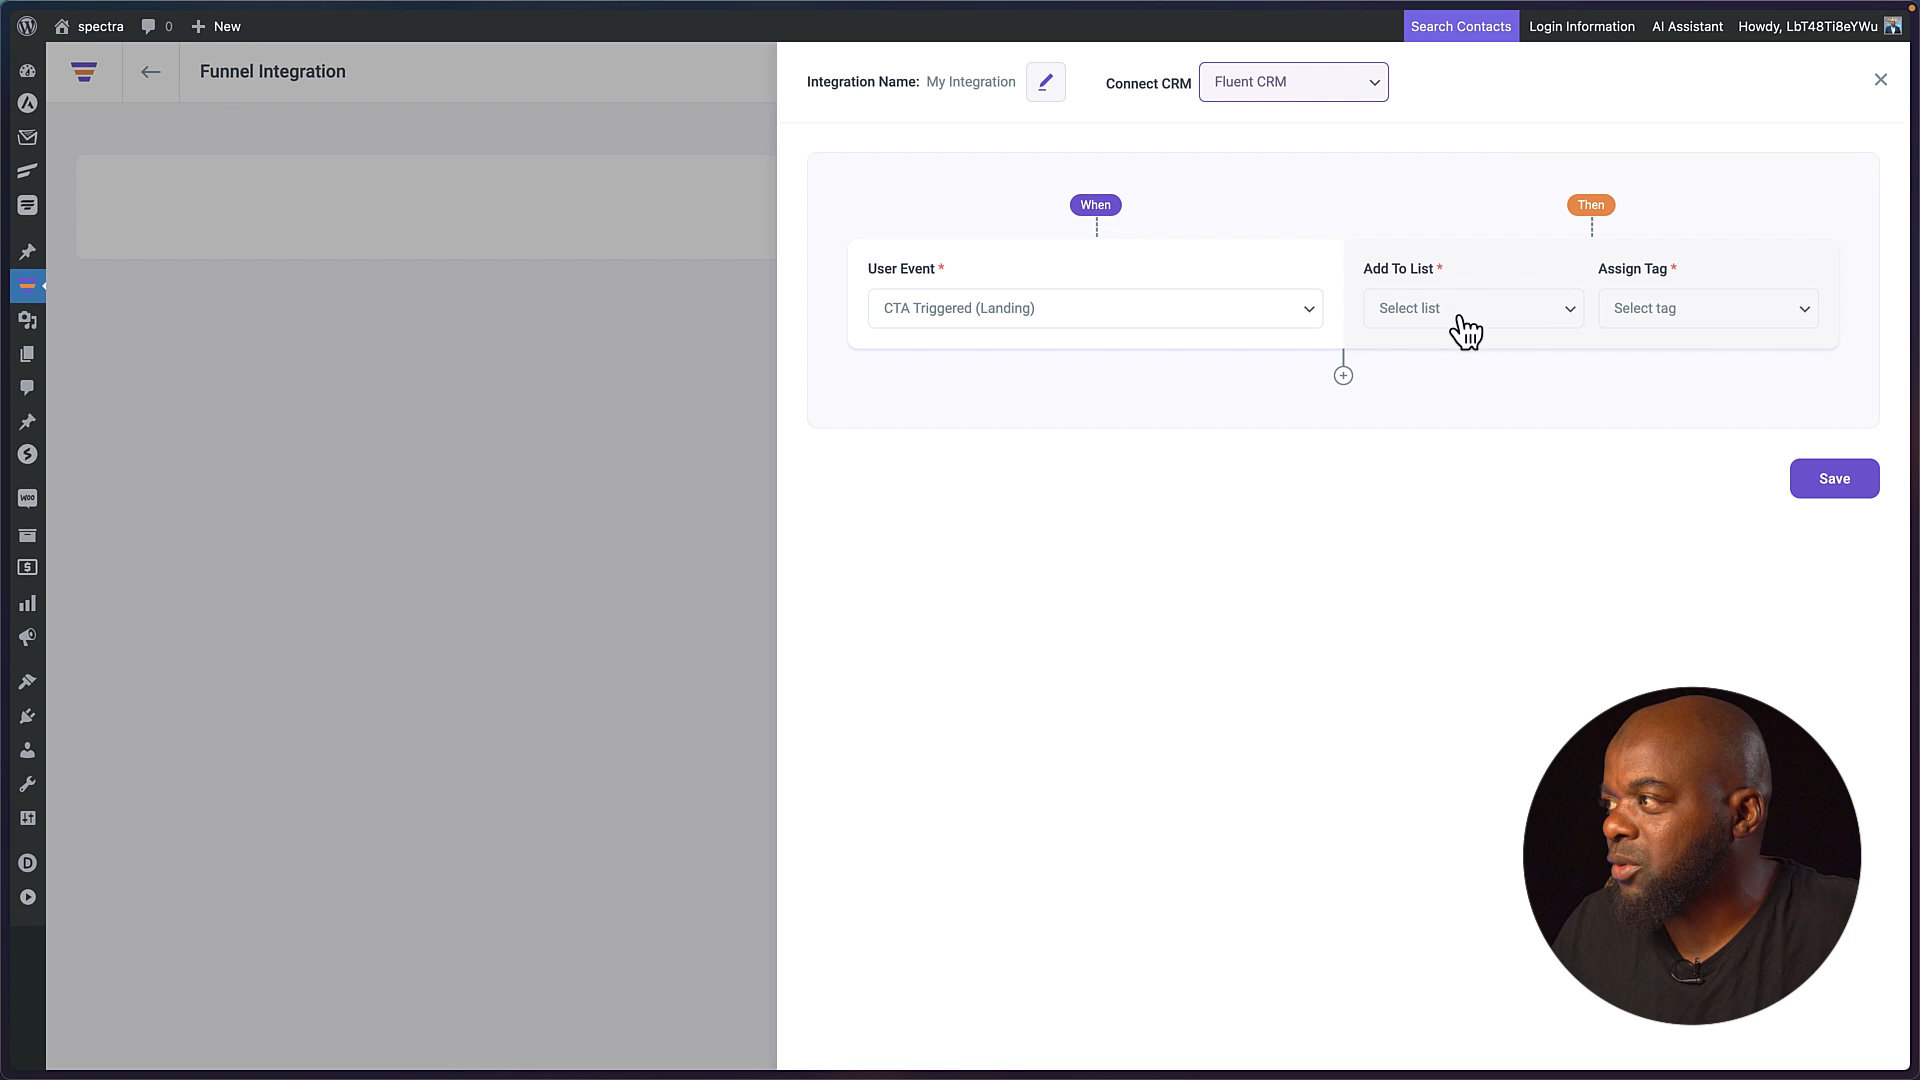 spectra
0
New
Search Contacts
Login Information
AI Assistant
Howdy, LbT48Ti8eYWu
Funnel Integration
Integration Name: My Integration
Connect CRM
Fluent CRM
When
Then
User Event *
Add To List *
Assign Tag *
CTA Triggered (Landing)
Select list
Select tag
Save
WOO